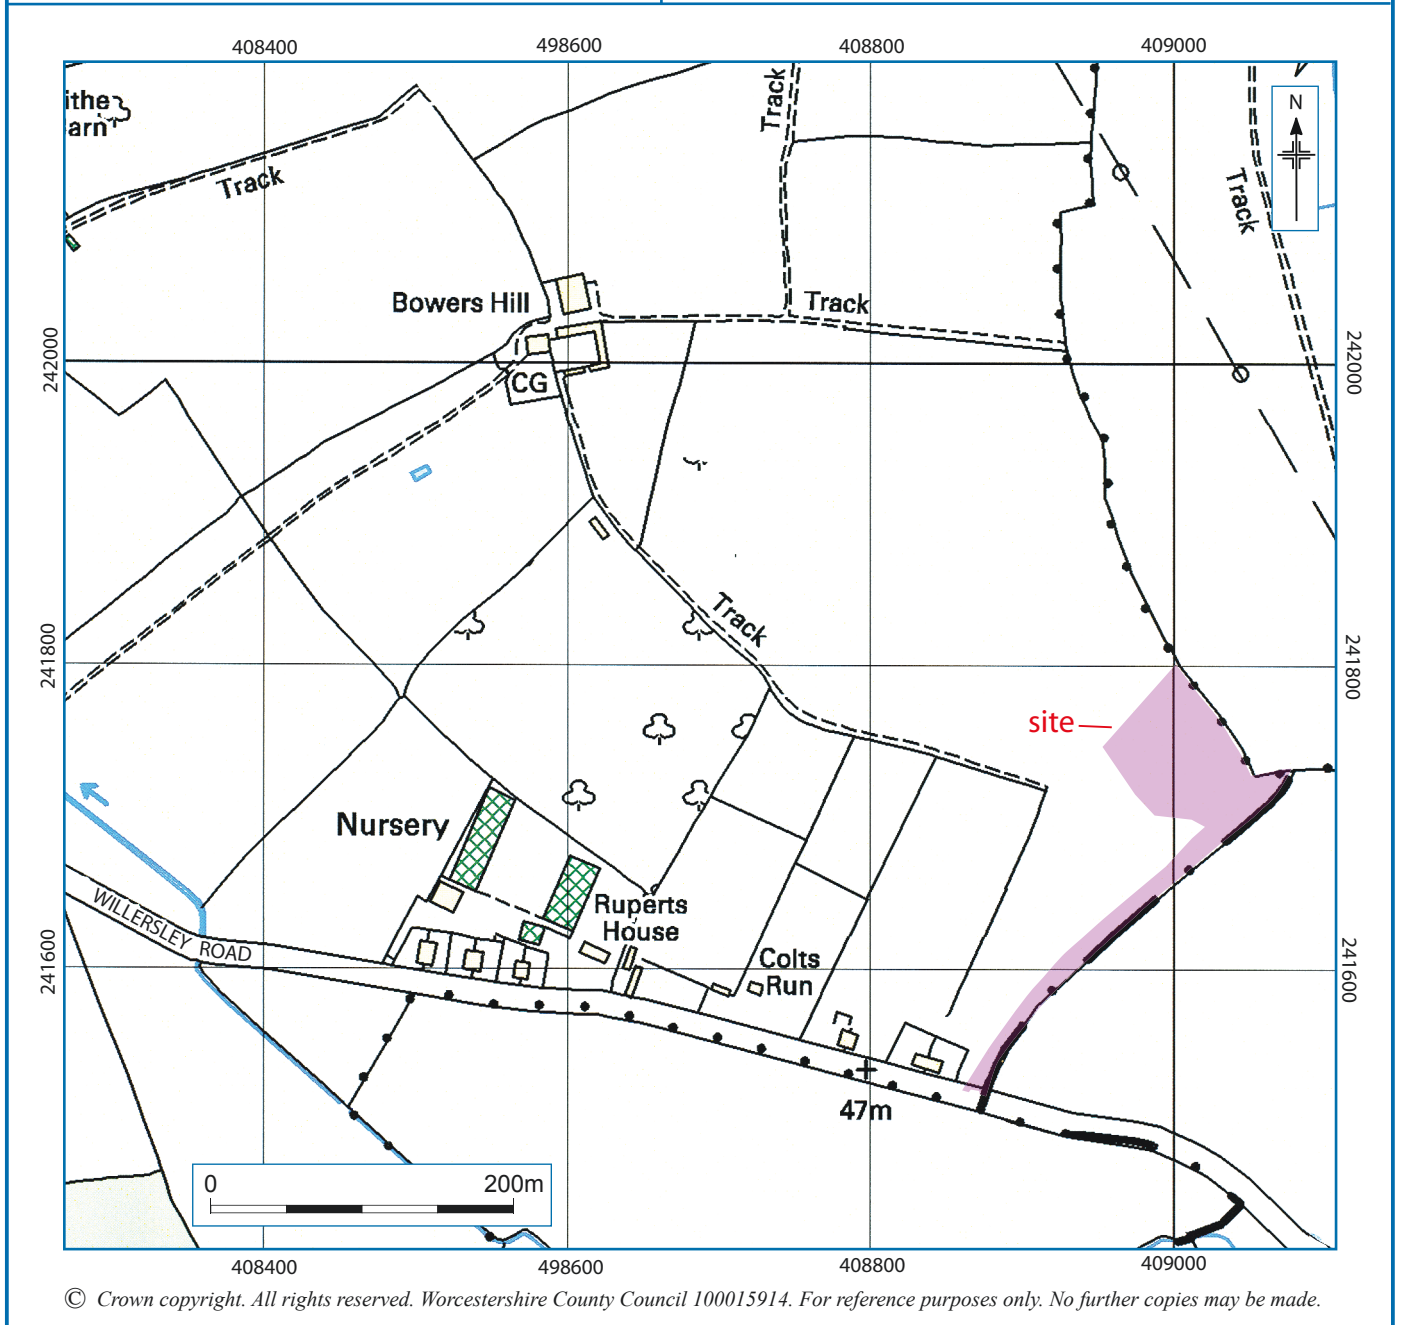 408400
498600
408800
409000
ithe
arn
Track
Track
N
Track
Bowers Hill
Track
242000
242000
CG
Track
241800
241800
site
Nursery
Ruperts
House
WILLERSLEY ROAD
Colts
Run
241600
241600
47m
0
200m
408400
498600
408800
409000
© Crown copyright. All rights reserved. Worcestershire County Council 100015914. For reference purposes only. No further copies may be made.